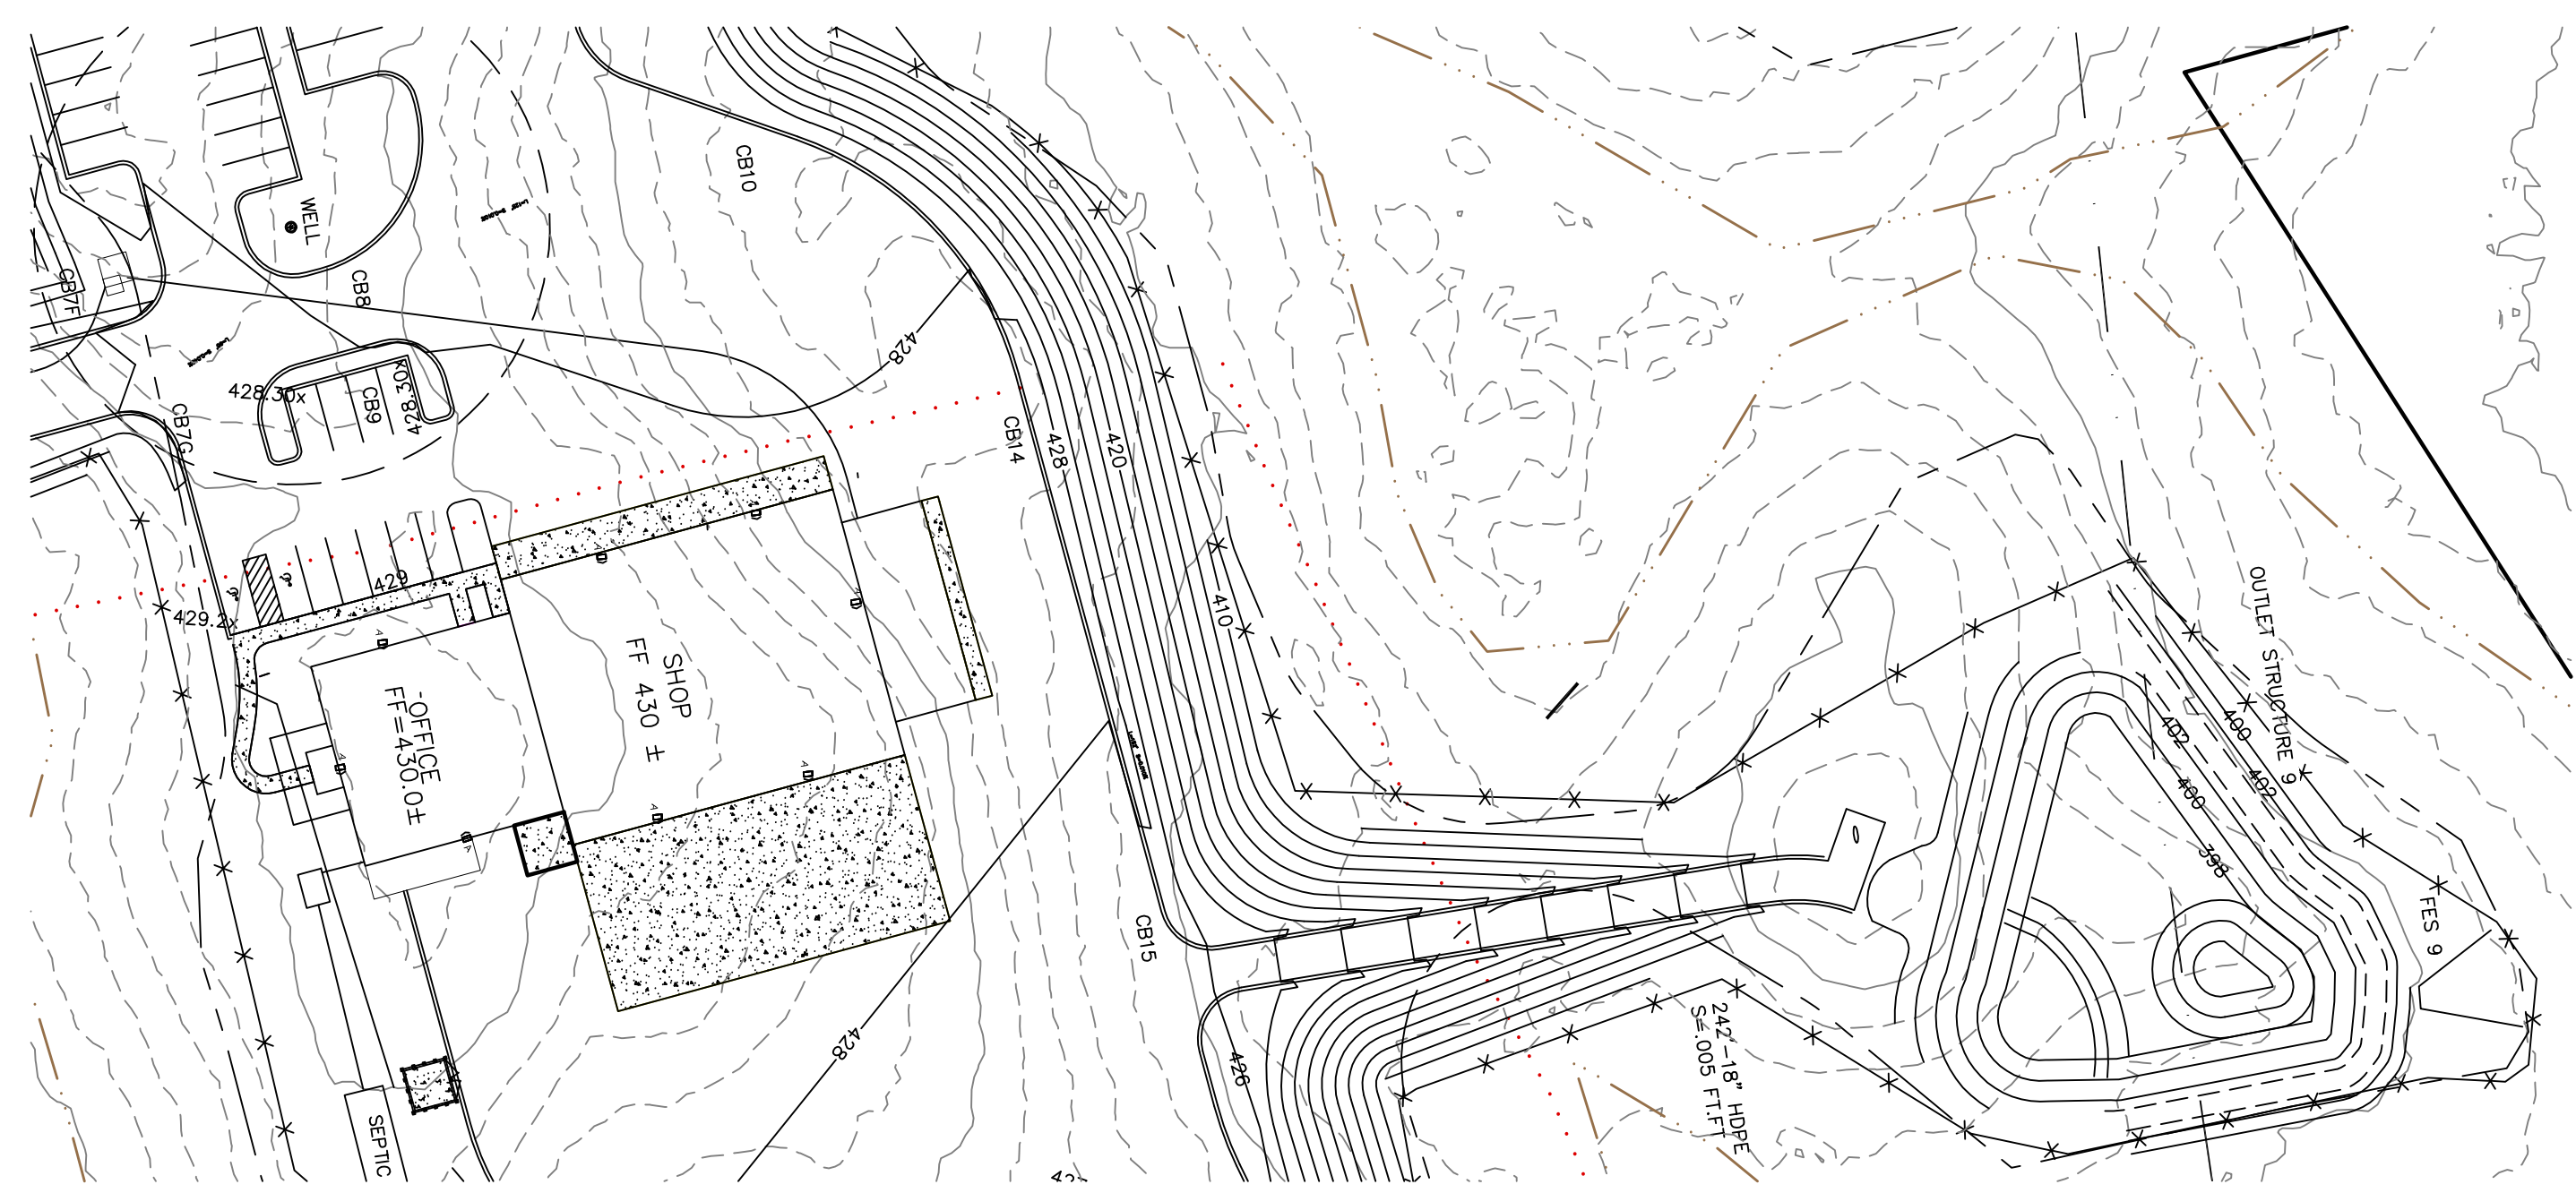 CB10
WELL
CB8
CB7F
428
428.30x
428.30x
CB9
CB7G
CB14
428
420
429
429.2x
410
SHOP
FF 430 ±
OFFICE
FF=430.0±
OUTLET STRUCTURE 9
402
400
400
402
398
FES 9
CB15
428
426
242'-18" HDPE
S=.005 FT.FT
SEPTIC